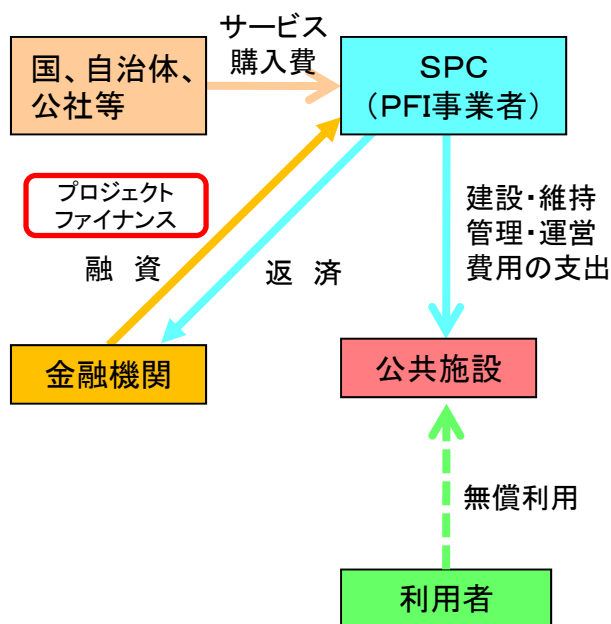 サービス
購入費
国、自治体、
公社等
SPC
（PFI事業者）
プロジェクト
ファイナンス
融　資
返　済
建設・維持
管理・運営
費用の支出
金融機関
公共施設
無償利用
利用者